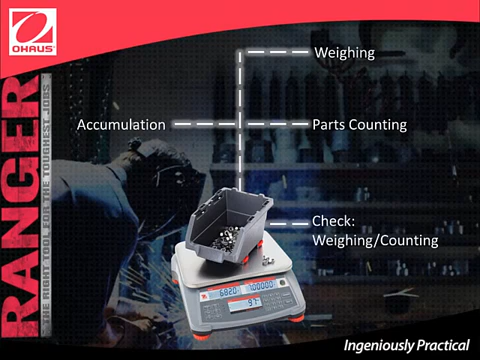 OHAUS
Weighing
Accumulation
Parts Counting
Check:
Weighing/Counting
RANGER
THE RIGHT TOOL FOR THE TOUGHEST JOBS
Ingeniously Practical